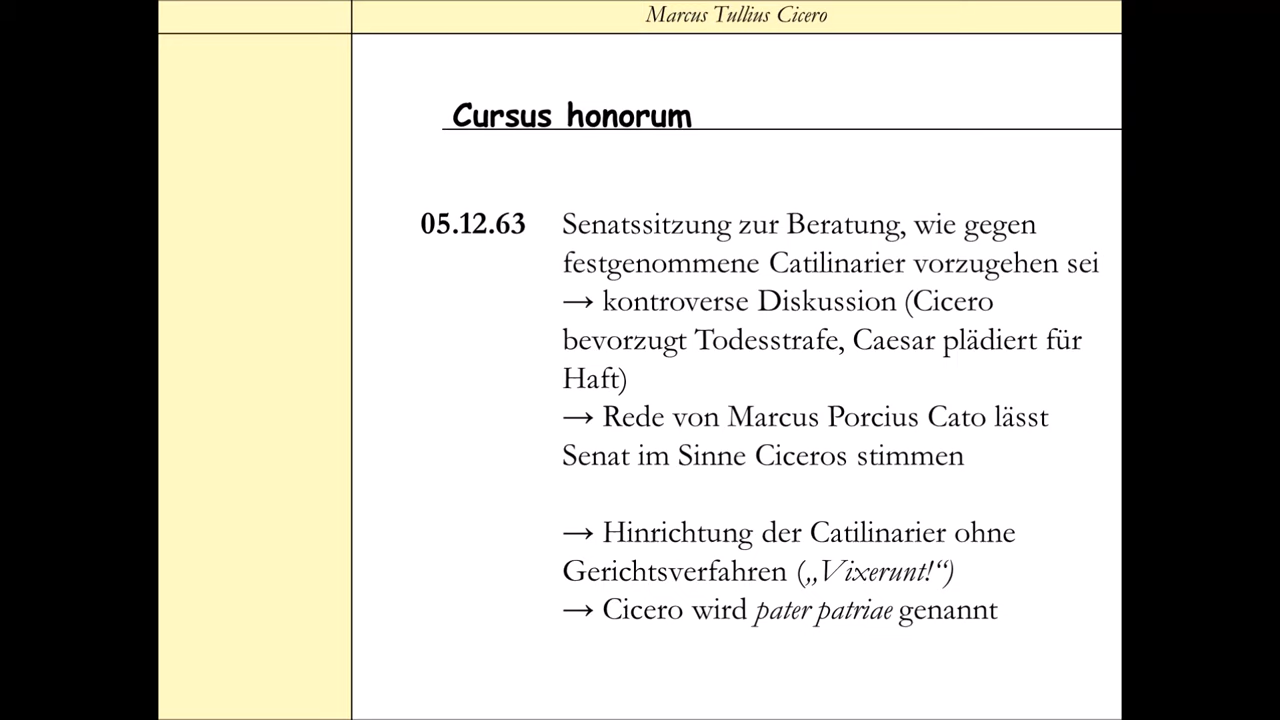 Marcus Tullius Cicero
Cursus honorum
05.12.63 Senatssitzung zur Beratung, wie gegen
festgenommene Catilinarier vorzugehen sei
→ kontroverse Diskussion (Cicero
bevorzugt Todesstrafe, Caesar plädiert für
Haft)
→ Rede von Marcus Porcius Cato lässt
Senat im Sinne Ciceros stimmen
→ Hinrichtung der Catilinarier ohne
Gerichtsverfahren („Vixerunt!“)
→ Cicero wird pater patriae genannt